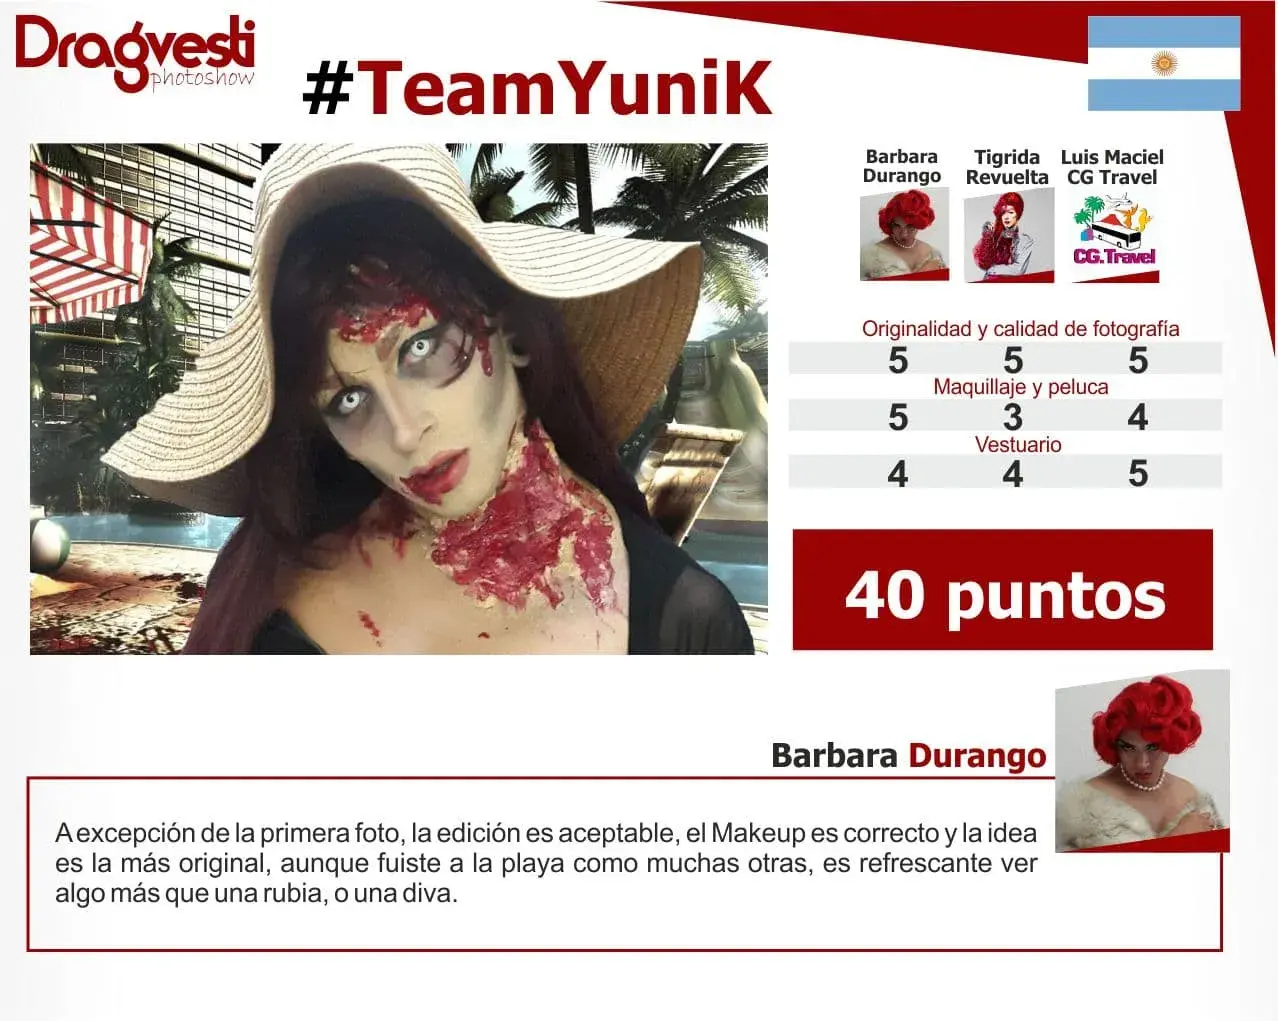 Dragvesti
photoshow
#TeamYuniK
Barbara
Durango
Tigrida
Revuelta
Luis Maciel
CG Travel
CG.Travel
Originalidad y calidad de fotografía
5 5 5
Maquillaje y peluca
5 3 4
Vestuario
4 4 5
40 puntos
Barbara Durango
A excepción de la primera foto, la edición es aceptable, el Makeup es correcto y la idea
es la más original, aunque fuiste a la playa como muchas otras, es refrescante ver
algo más que una rubia, o una diva.